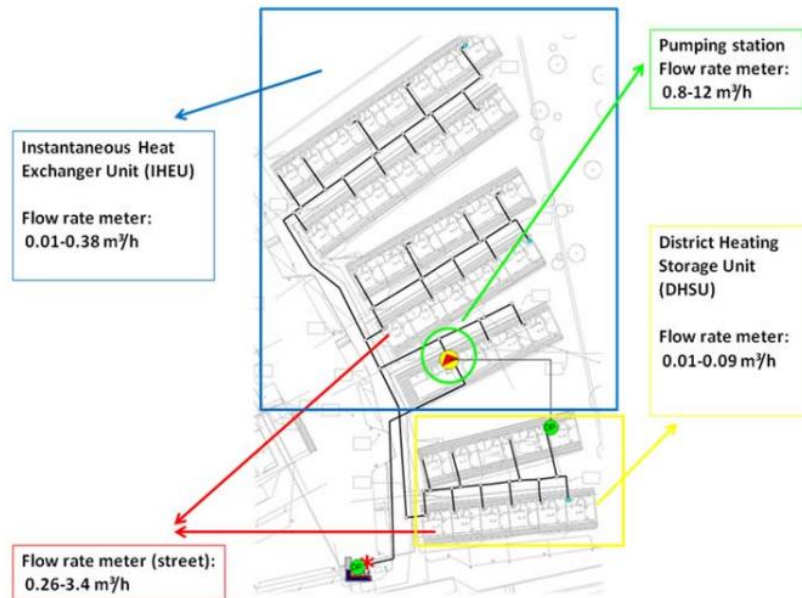 Pumping station
Flow rate meter:
0.8-12 m³/h
Instantaneous Heat
Exchanger Unit (IHEU)
Flow rate meter:
0.01-0.38 m³/h
District Heating
Storage Unit
(DHSU)
Flow rate meter:
0.01-0.09 m³/h
DP
Flow rate meter (street):
0.26-3.4 m³/h